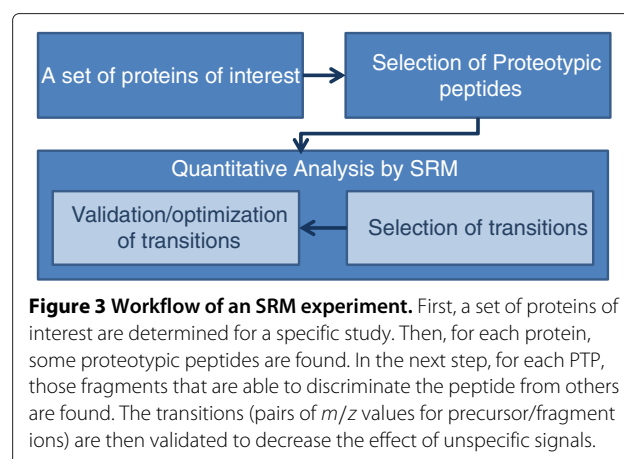 A set of proteins of interest
Selection of Proteotypic
peptides
Quantitative Analysis by SRM
Validation/optimization
of transitions
Selection of transitions
Figure 3 Workflow of an SRM experiment. First, a set of proteins of
interest are determined for a specific study. Then, for each protein,
some proteotypic peptides are found. In the next step, for each PTP,
those fragments that are able to discriminate the peptide from others
are found. The transitions (pairs of m/z values for precursor/fragment
ions) are then validated to decrease the effect of unspecific signals.